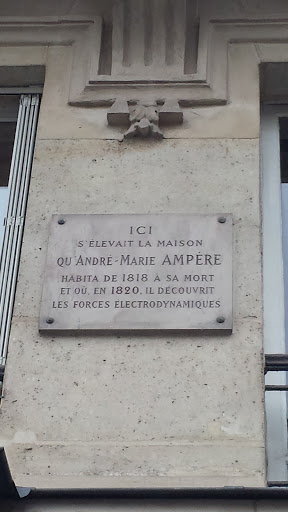 ICI
S'ÉLEVAIT LA MAISON
QU'ANDRÉ-MARIE AMPÈRE
HABITA DE 1818 À SA MORT
ET OÙ, EN 1820, IL DÉCOUVRIT
LES FORCES ÉLECTRODYNAMIQUES